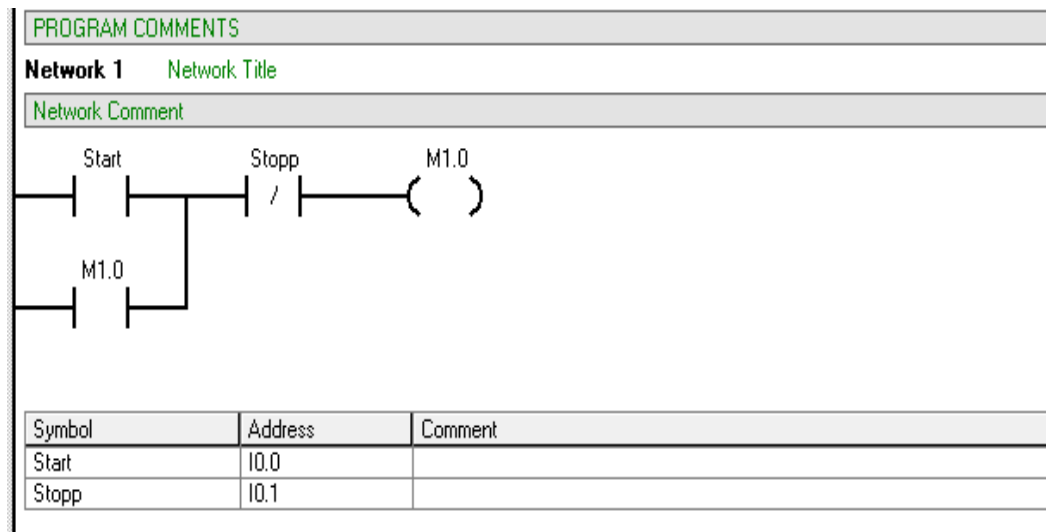 PROGRAM COMMENTS
Network 1 Network Title
Network Comment
Start Stopp M1.0
/
M1.0
Symbol Address Comment
Start I0.0
Stopp I0.1